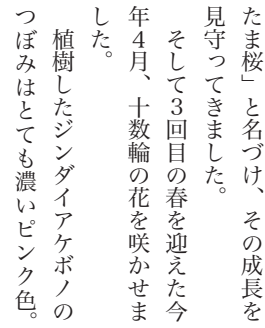 たま桜」と名づけ、その成長を
見守ってきました。
　そして３回目の春を迎えた今
年４月、十数輪の花を咲かせま
した。
　植樹したジンダイアケボノの
つぼみはとても濃いピンク色。